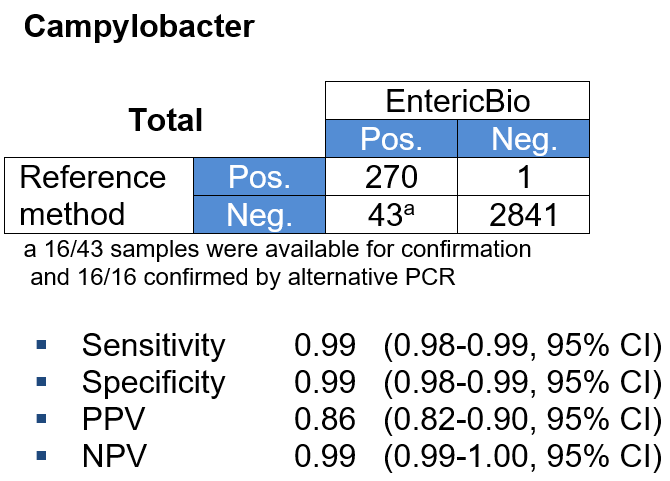 Campylobacter
Total
EntericBio
Pos. Neg.
Reference method
Pos. 270 1
Neg. 43ᵃ 2841
a 16/43 samples were available for confirmation
and 16/16 confirmed by alternative PCR
▪ Sensitivity 0.99 (0.98-0.99, 95% CI)
▪ Specificity 0.99 (0.98-0.99, 95% CI)
▪ PPV 0.86 (0.82-0.90, 95% CI)
▪ NPV 0.99 (0.99-1.00, 95% CI)